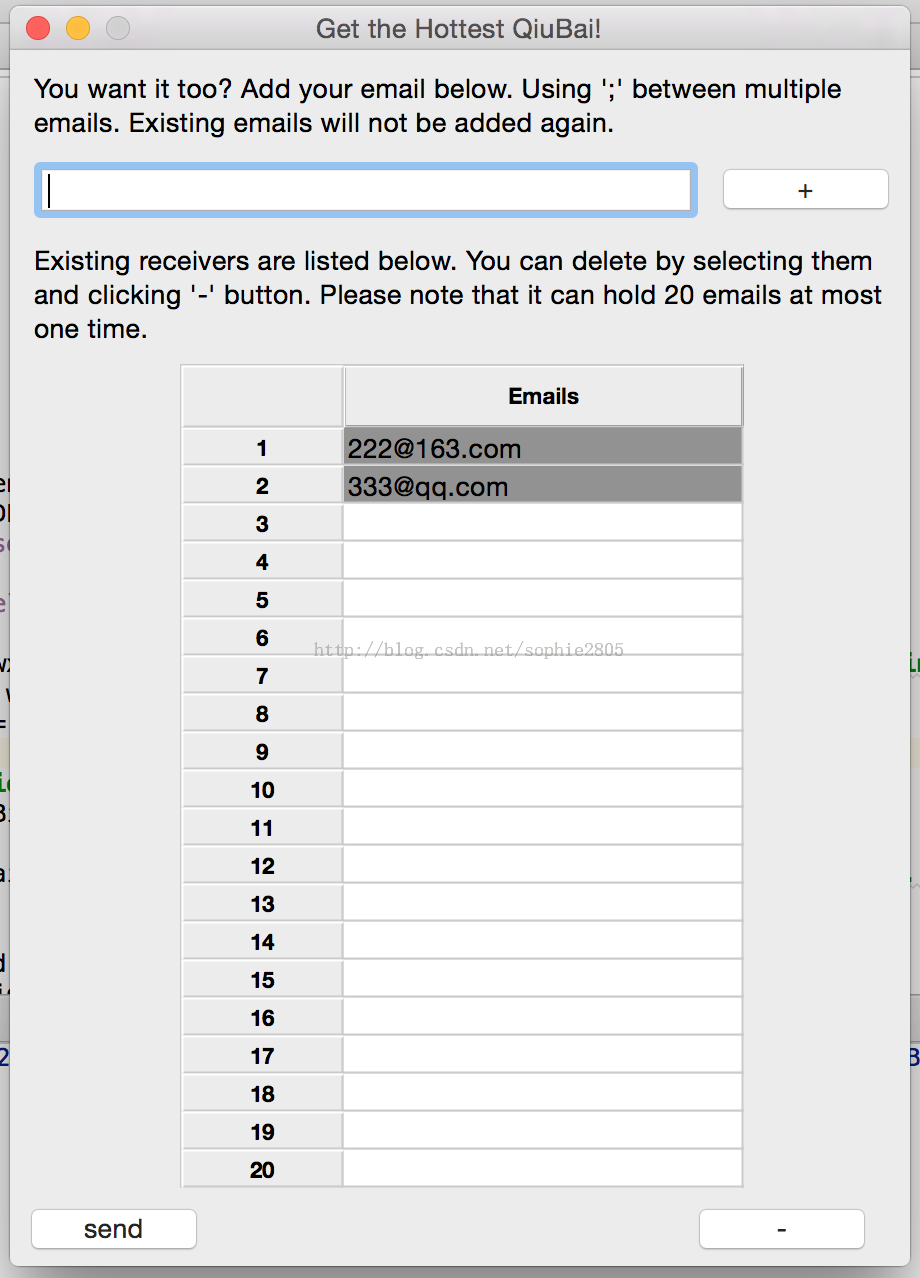 Get the Hottest QiuBai!
You want it too? Add your email below. Using ';' between multiple
emails. Existing emails will not be added again.
+
Existing receivers are listed below. You can delete by selecting them
and clicking '-' button. Please note that it can hold 20 emails at most
one time.
Emails
1 222@163.com
2 333@qq.com
3
4
5
6
http://blog.csdn.net/sophie2805
7
8
9
10
11
12
13
14
15
16
17
18
19
20
send -